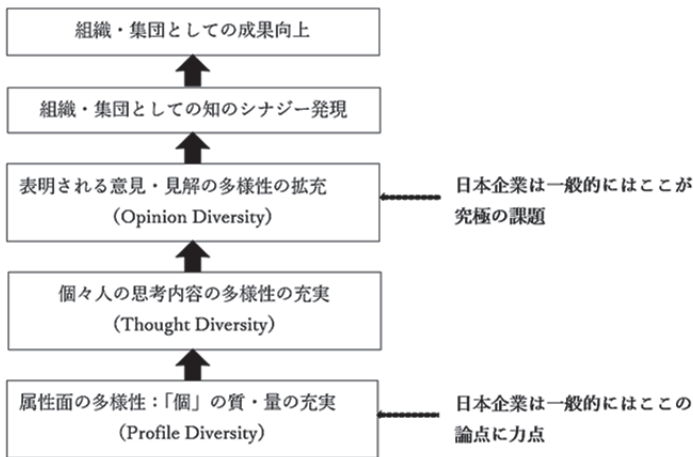 組織・集団としての成果向上
組織・集団としての知のシナジー発現
表明される意見・見解の多様性の拡充
（Opinion Diversity）
日本企業は一般的にはここが
究極の課題
個々人の思考内容の多様性の充実
（Thought Diversity）
属性面の多様性：「個」の質・量の充実
（Profile Diversity）
日本企業は一般的にはここの
論点に力点